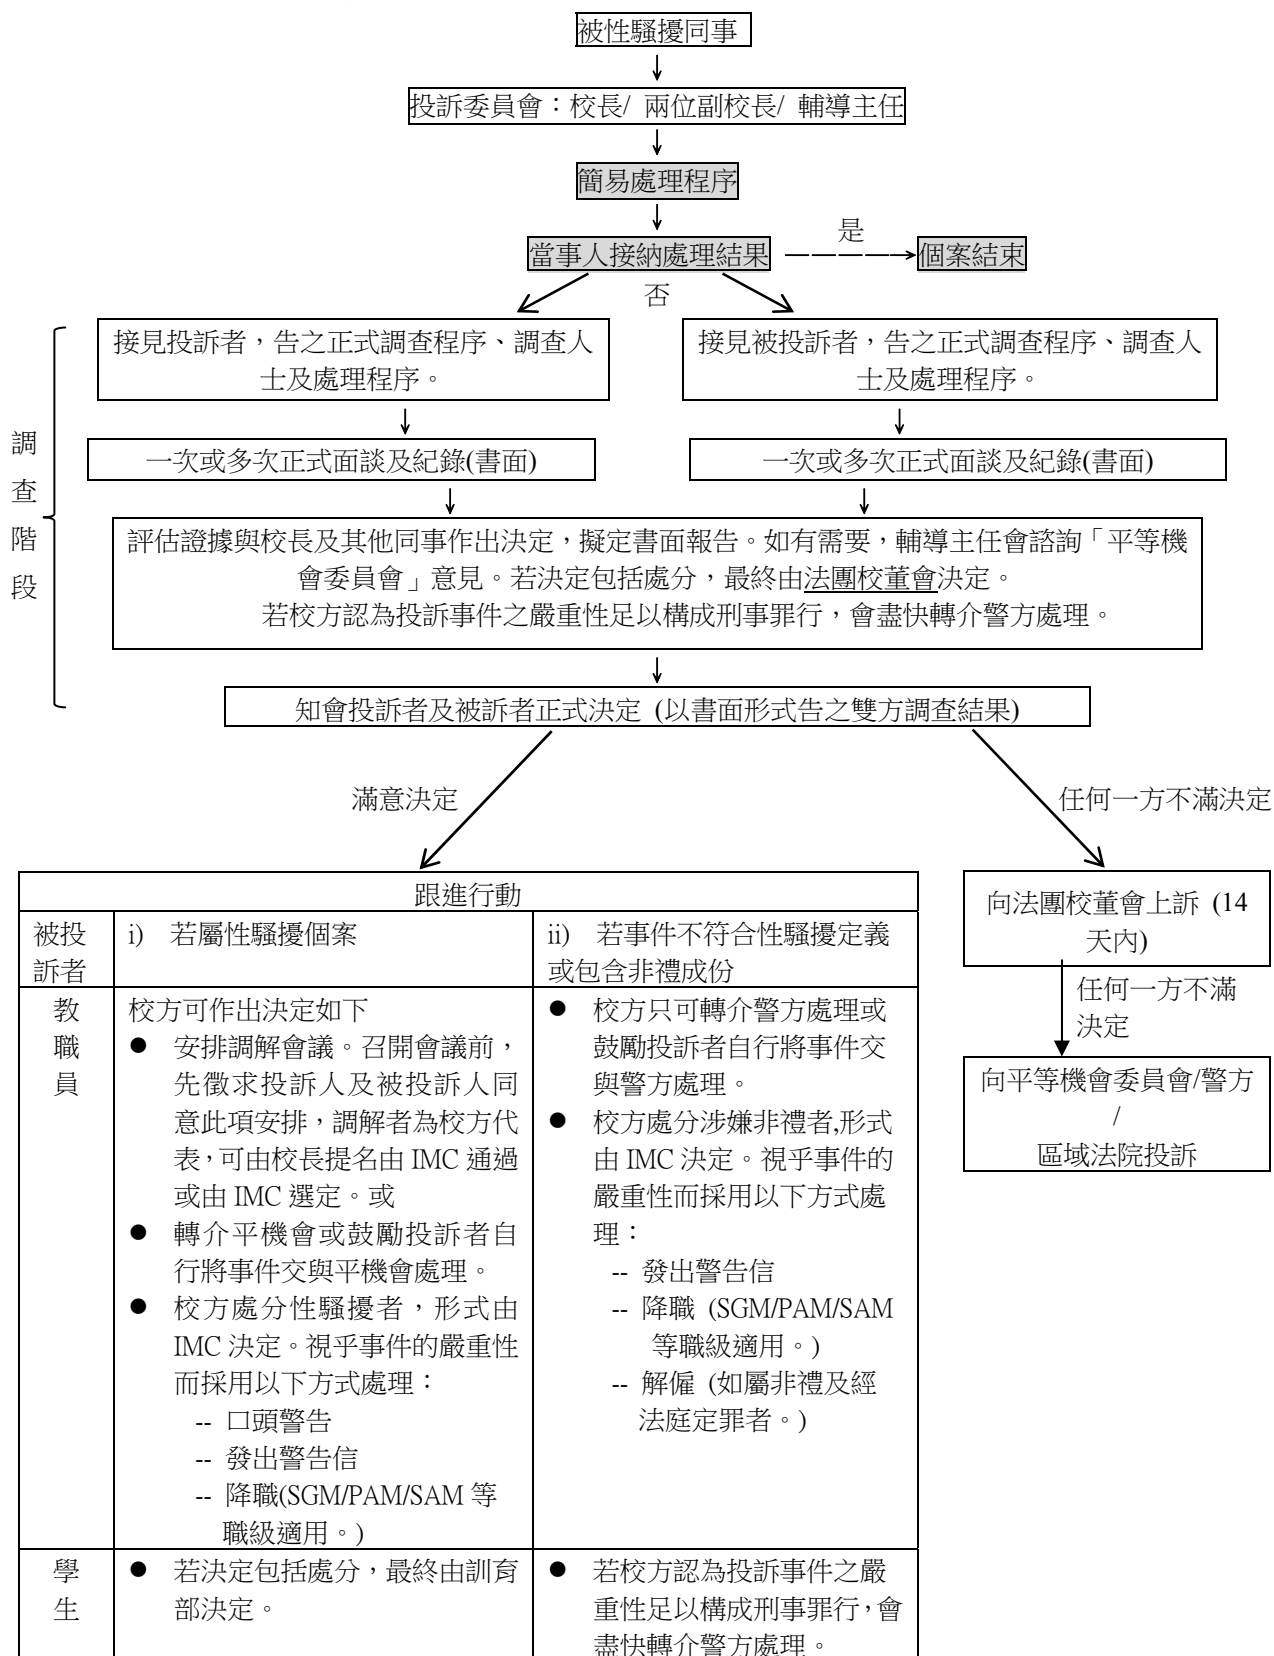 被性騷擾同事
投訴委員會：校長/ 兩位副校長/ 輔導主任
簡易處理程序
當事人接納處理結果
是
個案結束
否
調
查
階
段
接見投訴者，告之正式調查程序、調查人
士及處理程序。
接見被投訴者，告之正式調查程序、調查人
士及處理程序。
一次或多次正式面談及紀錄(書面)
一次或多次正式面談及紀錄(書面)
評估證據與校長及其他同事作出決定，擬定書面報告。如有需要，輔導主任會諮詢「平等機
會委員會」意見。若決定包括處分，最終由法團校董會決定。
若校方認為投訴事件之嚴重性足以構成刑事罪行，會盡快轉介警方處理。
知會投訴者及被訴者正式決定 (以書面形式告之雙方調查結果)
滿意決定
任何一方不滿決定
跟進行動
被投
訴者
i) 若屬性騷擾個案
ii) 若事件不符合性騷擾定義
或包含非禮成份
教
職
員
校方可作出決定如下
● 安排調解會議。召開會議前，
先徵求投訴人及被投訴人同
意此項安排，調解者為校方代
表，可由校長提名由 IMC 通過
或由 IMC 選定。或
● 轉介平機會或鼓勵投訴者自
行將事件交與平機會處理。
● 校方處分性騷擾者，形式由
IMC 決定。視乎事件的嚴重性
而採用以下方式處理：
-- 口頭警告
-- 發出警告信
-- 降職(SGM/PAM/SAM 等
職級適用。)
● 校方只可轉介警方處理或
鼓勵投訴者自行將事件交
與警方處理。
● 校方處分涉嫌非禮者,形式
由 IMC 決定。視乎事件的
嚴重性而採用以下方式處
理：
-- 發出警告信
-- 降職 (SGM/PAM/SAM
等職級適用。)
-- 解僱 (如屬非禮及經
法庭定罪者。)
學
生
● 若決定包括處分，最終由訓育
部決定。
● 若校方認為投訴事件之嚴
重性足以構成刑事罪行，會
盡快轉介警方處理。
向法團校董會上訴 (14
天內)
任何一方不滿
決定
向平等機會委員會/警方
/
區域法院投訴